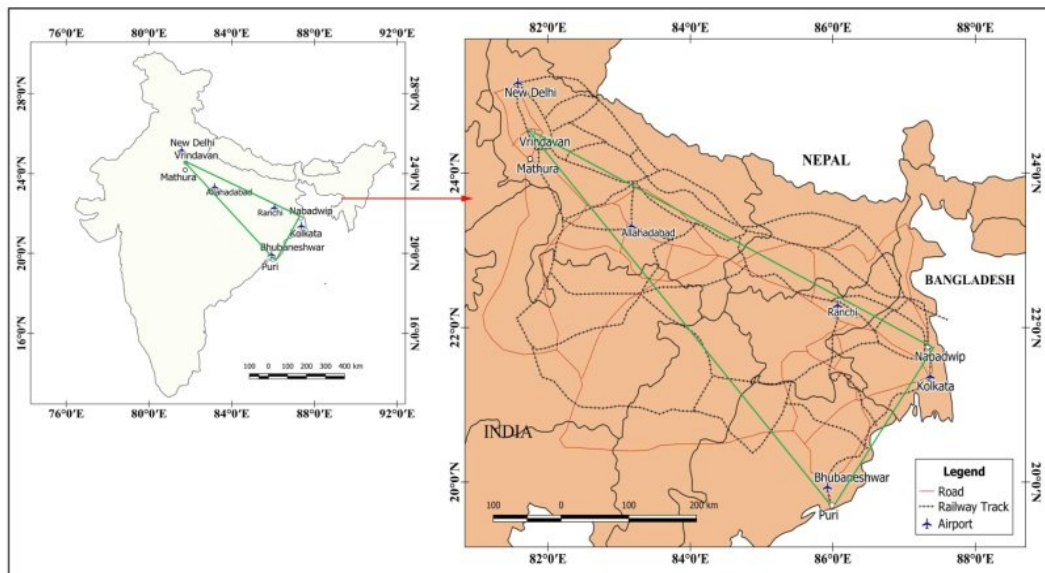 76°0'E 80°0'E 84°0'E 88°0'E 92°0'E
28°0'N
24°0'N
20°0'N
16°0'N
28°0'N
24°0'N
20°0'N
16°0'N
New Delhi
Vrindavan
Mathura
Allahadabad
Ranchi
Nabadwip
Kolkata
Bhubaneshwar
Puri
100 0 100 200 300 400 km
76°0'E 80°0'E 84°0'E 88°0'E 92°0'E
82°0'E 84°0'E 86°0'E 88°0'E
24°0'N
22°0'N
20°0'N
24°0'N
22°0'N
20°0'N
New Delhi
Vrindavan
Mathura
NEPAL
Allahadabad
BANGLADESH
Ranchi
Nabadwip
Kolkata
INDIA
Bhubaneshwar
Puri
100 0 100 200 km
Legend
Road
Railway Track
Airport
82°0'E 84°0'E 86°0'E 88°0'E